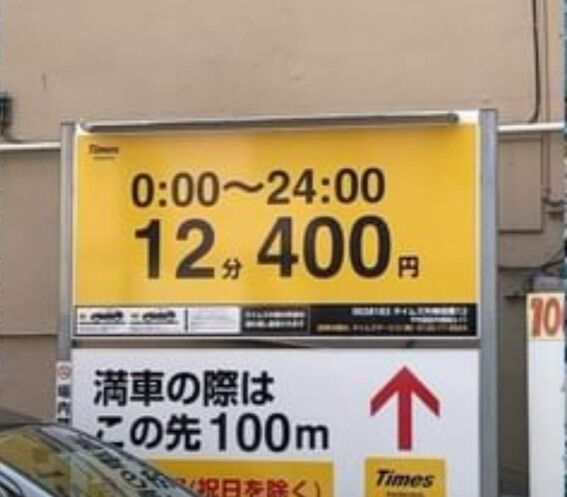 Times
0:00〜24:00
12分 400円
満車の際は
この先100m
(祝日を除く)
Times
10